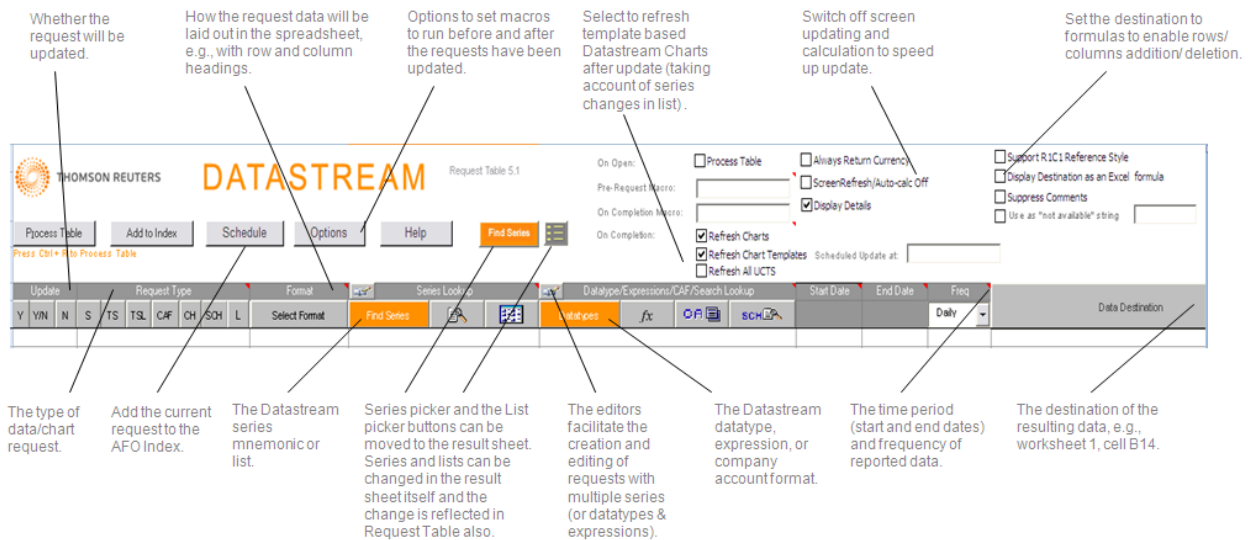 Whether the
request will be
updated.
How the request data will be
laid out in the spreadsheet,
e.g., with row and column
headings.
Options to set macros
to run before and after
the requests have been
updated.
Select to refresh
template based
Datastream Charts
after update (taking
account of series
changes in list) .
Switch off screen
updating and
calculation to speed
up update.
Set the destination to
formulas to enable rows/
columns addition/ deletion.
THOMSON REUTERS
DATASTREAM
Request Table 5.1
On Open:
Process Table
Pre-Request Macro:
On Completion Macro:
On Completion:
Refresh Charts
Refresh Chart Templates
Refresh All UCTS
Always Return Currency
ScreenRefresh/Auto-calc Off
Display Details
Scheduled Update at:
Support R1C1 Reference Style
Display Destination as an Excel formula
Suppress Comments
Use as "not available" string
Process Table
Add to Index
Schedule
Options
Help
Find Series
Press Ctrl+ R to Process Table
Update
Request Type
Format
Series Lookup
Datatype/Expressions/CAF/Search Lookup
Start Date
End Date
Freq
Data Destination
Y Y/N N S TS TSL CAF CH SCH L
Select Format
Find Series
Datatypes
fx
SCH
Daily
The type of
data/chart
request.
Add the current
request to the
AFO Index.
The Datastream
series
mnemonic or
list.
Series picker and the List
picker buttons can be
moved to the result sheet.
Series and lists can be
changed in the result
sheet itself and the
change is reflected in
Request Table also.
The editors
facilitate the
creation and
editing of
requests with
multiple series
(or datatypes &
expressions).
The Datastream
datatype,
expression, or
company
account format.
The time period
(start and end dates)
and frequency of
reported data.
The destination of the
resulting data, e.g.,
worksheet 1, cell B14.